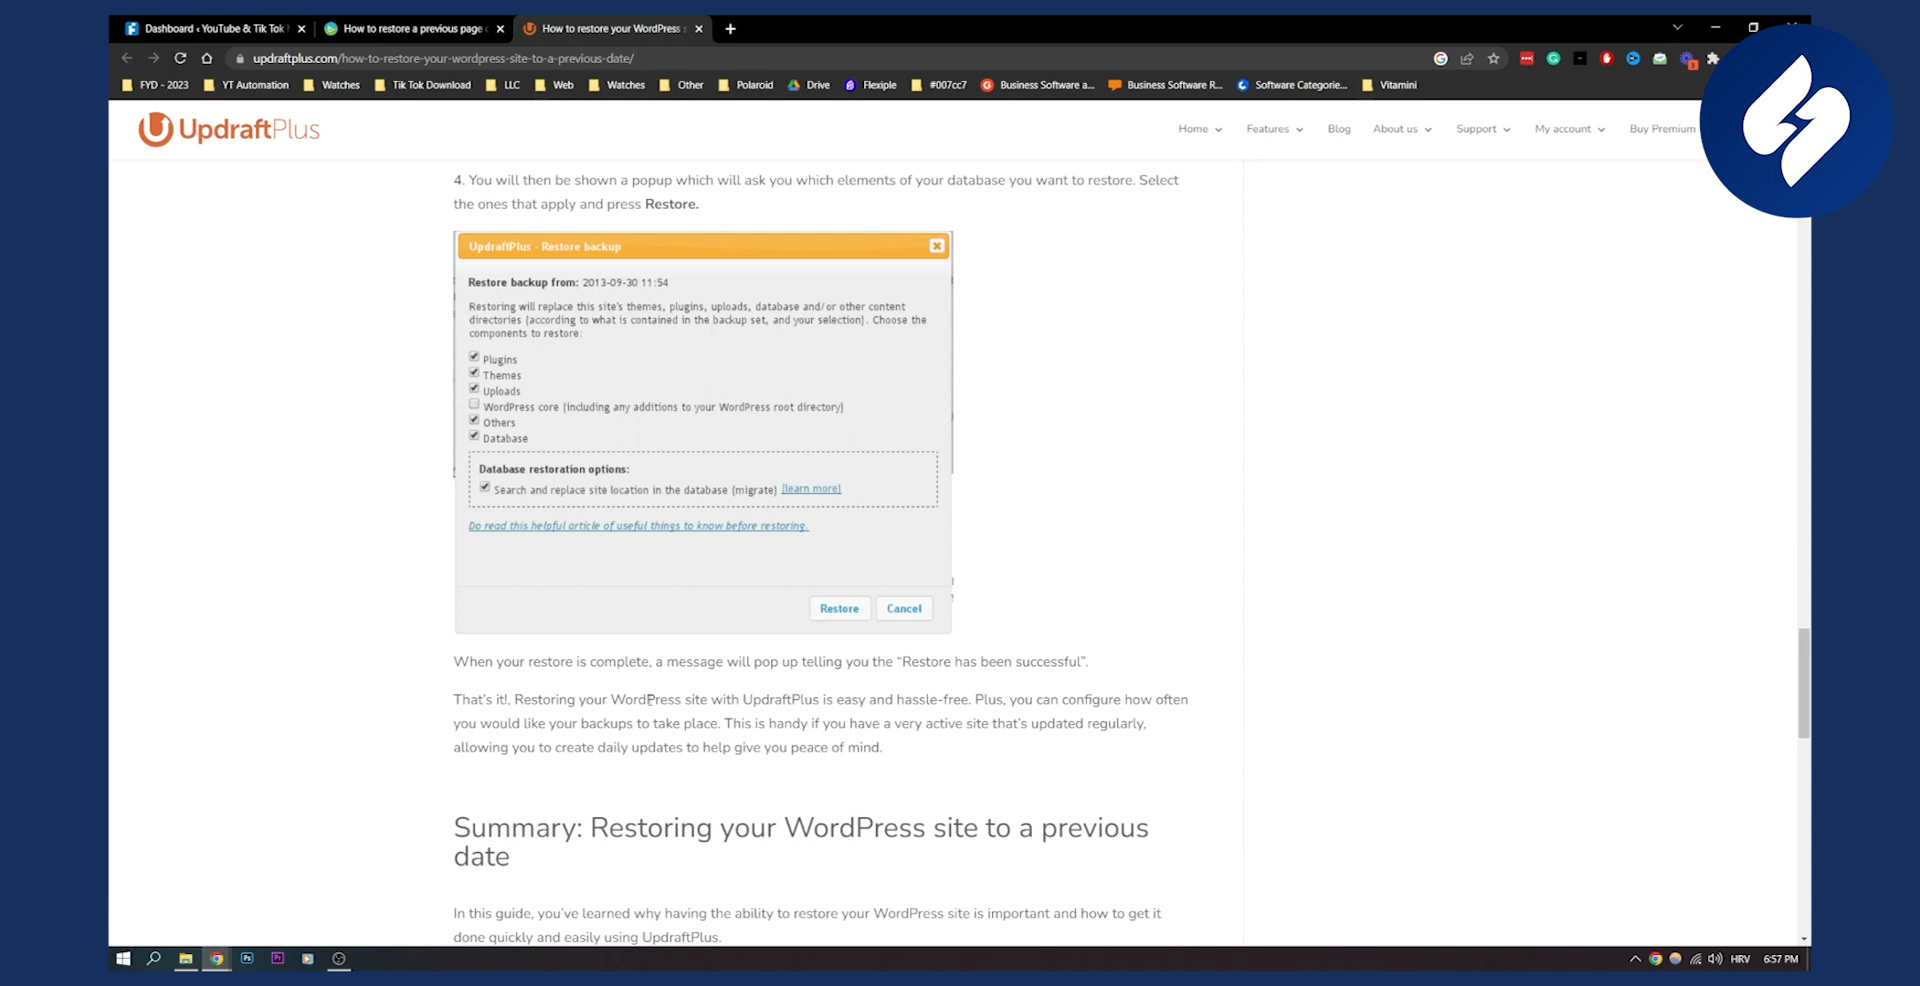 Dashboard ‹ YouTube & Tik Tok
How to restore a previous page
How to restore your WordPress
updraftplus.com/how-to-restore-your-wordpress-site-to-a-previous-date/
FYD - 2023
YT Automation
Watches
Tik Tok Download
LLC
Web
Watches
Other
Polaroid
Drive
Flexiple
#007cc7
Business Software a...
Business Software R...
Software Categorie...
Vitamini
UpdraftPlus
Home
Features
Blog
About us
Support
My account
Buy Premium
4. You will then be shown a popup which will ask you which elements of your database you want to restore. Select
the ones that apply and press Restore.
UpdraftPlus - Restore backup
Restore backup from: 2013-09-30 11:54
Restoring will replace this site's themes, plugins, uploads, database and/or other content
directories (according to what is contained in the backup set, and your selection). Choose the
components to restore:
Plugins
Themes
Uploads
WordPress core (including any additions to your WordPress root directory)
Others
Database
Database restoration options:
Search and replace site location in the database (migrate) (learn more)
Do read this helpful article of useful things to know before restoring.
Restore
Cancel
When your restore is complete, a message will pop up telling you the “Restore has been successful”.
That’s it!, Restoring your WordPress site with UpdraftPlus is easy and hassle-free. Plus, you can configure how often
you would like your backups to take place. This is handy if you have a very active site that’s updated regularly,
allowing you to create daily updates to help give you peace of mind.
Summary: Restoring your WordPress site to a previous
date
In this guide, you’ve learned why having the ability to restore your WordPress site is important and how to get it
done quickly and easily using UpdraftPlus.
Ps
Pr
HRV
6:57 PM